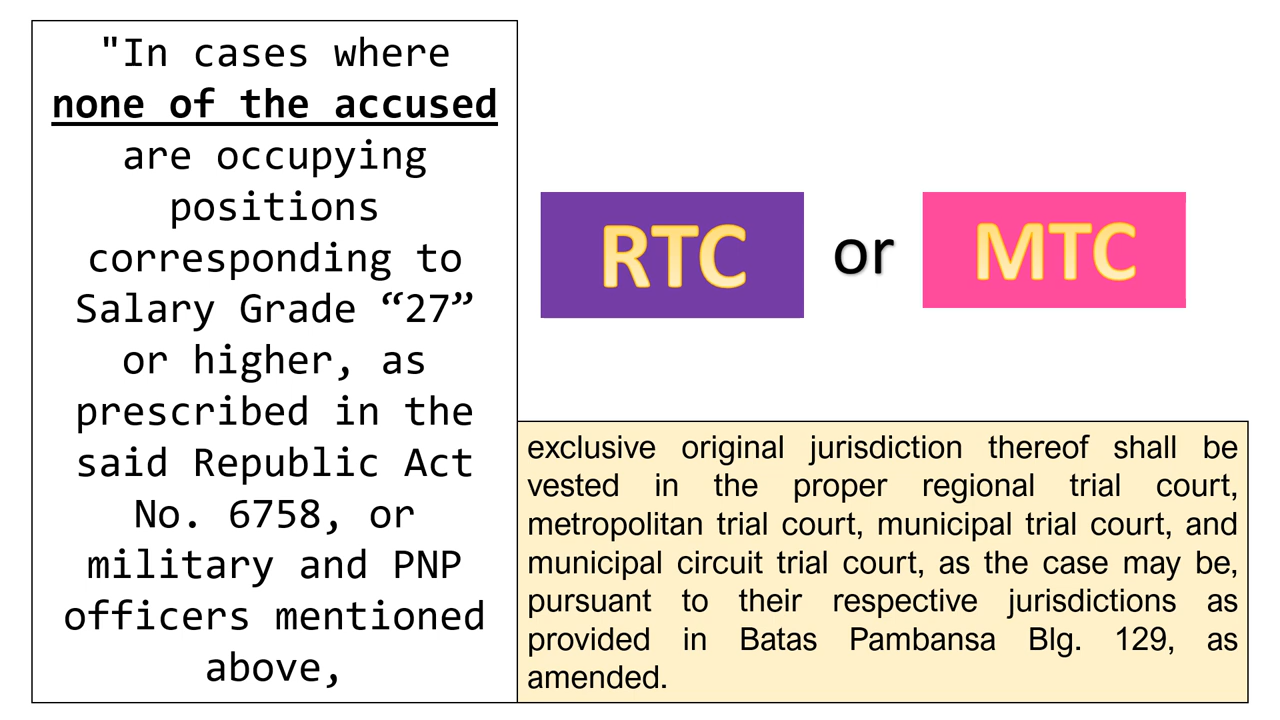 "In cases where
none of the accused
are occupying
positions
corresponding to
Salary Grade “27”
or higher, as
prescribed in the
said Republic Act
No. 6758, or
military and PNP
officers mentioned
above,
RTC or MTC
exclusive original jurisdiction thereof shall be
vested in the proper regional trial court,
metropolitan trial court, municipal trial court, and
municipal circuit trial court, as the case may be,
pursuant to their respective jurisdictions as
provided in Batas Pambansa Blg. 129, as
amended.